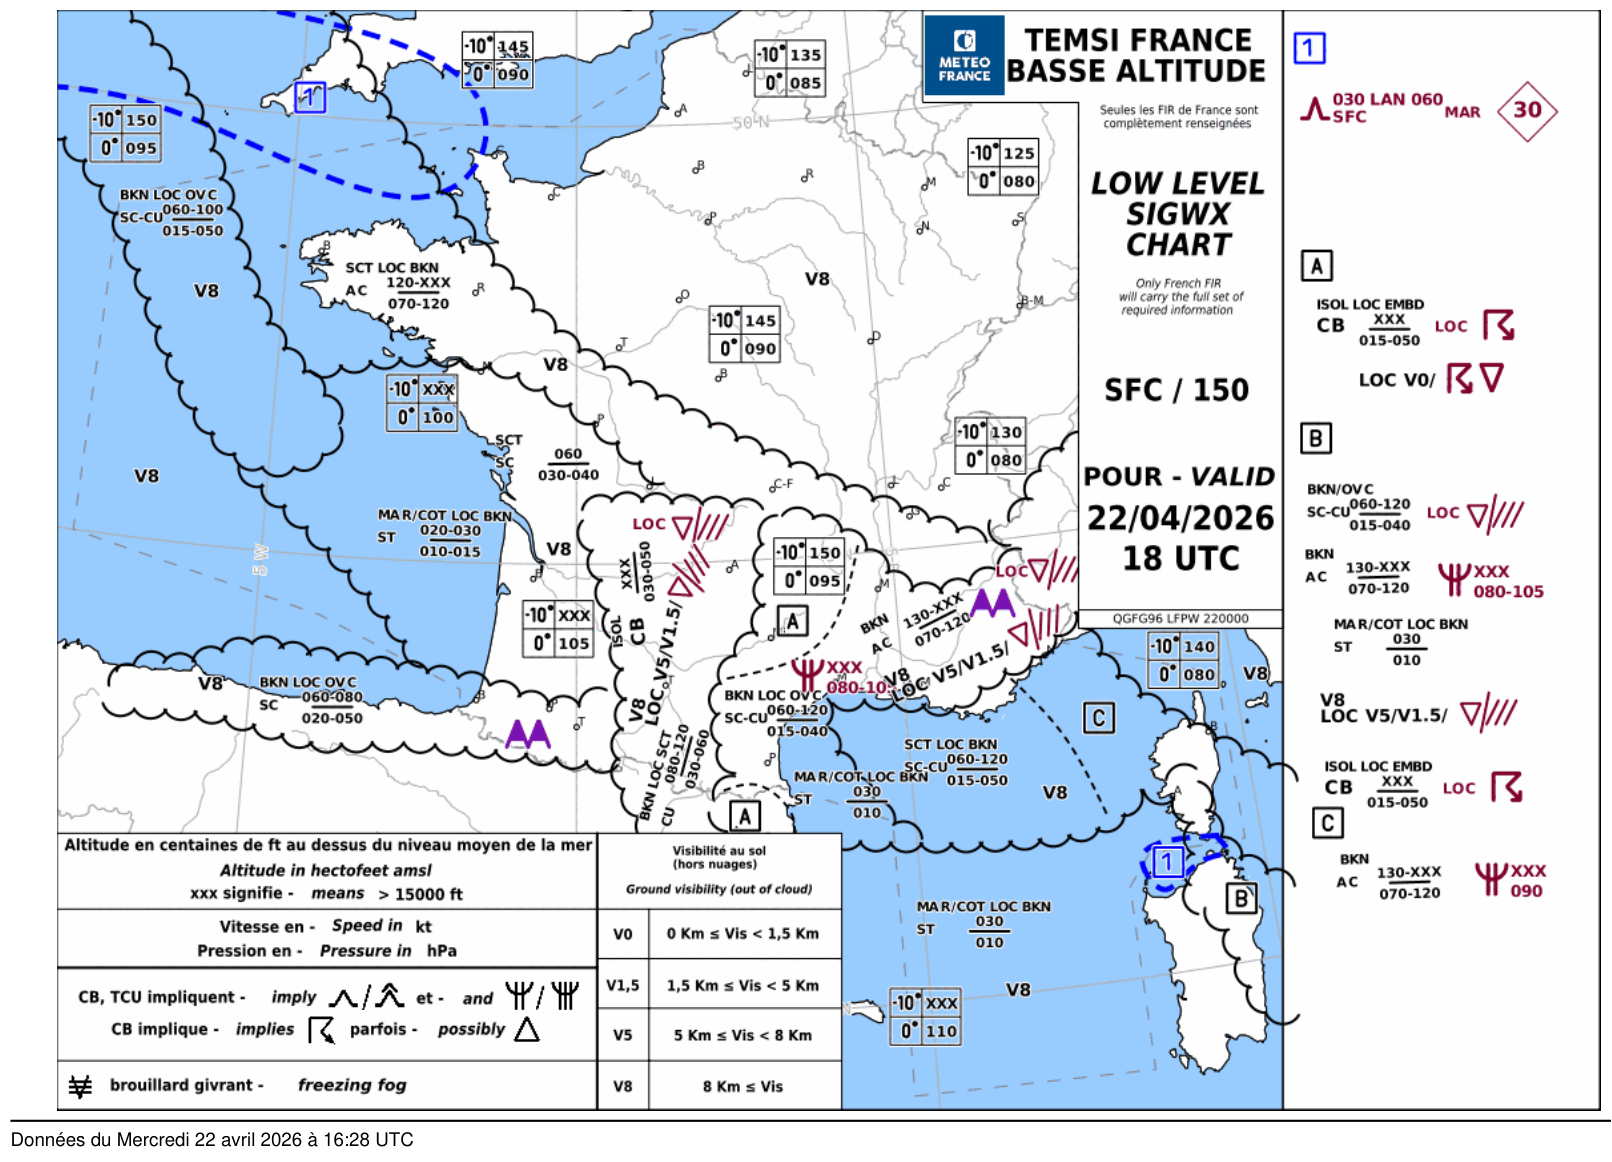 METEO
FRANCE
TEMSI FRANCE
BASSE ALTITUDE
Seules les FIR de France sont
complètement renseignées
LOW LEVEL
SIGWX
CHART
Only French FIR
will carry the full set of
required information
SFC / 150
POUR - VALID
22/04/2026
18 UTC
QGFG96 LFPW 220000
1
030 LAN 060
SFC
MAR
30
A
ISOL LOC EMBD
CB
XXX
015-050
LOC
LOC V0/
B
BKN/OVC
SC-CU
060-120
015-040
LOC
BKN
AC
130-XXX
070-120
XXX
080-105
MAR/COT LOC BKN
ST
030
010
V8
LOC V5/V1.5/
ISOL LOC EMBD
CB
XXX
015-050
LOC
C
BKN
AC
130-XXX
070-120
XXX
090
-10° 145
0° 090
-10° 135
0° 085
1
-10° 150
0° 095
50°N
-10° 125
0° 080
BKN LOC OVC
SC-CU
060-100
015-050
V8
SCT LOC BKN
AC
120-XXX
070-120
V8
-10° 145
0° 090
V8
-10° XXX
0° 100
-10° 130
0° 080
SCT
SC
060
030-040
C-F
B-M
V8
MAR/COT LOC BKN
ST
020-030
010-015
5°W
V8
LOC
XXX
030-050
ISOL
CB
V8
LOC V5/V1.5/
-10° 150
0° 095
A
LOC
BKN
AC
130-XXX
070-120
V8
LOC V5/V1.5/
-10° XXX
0° 105
XXX
080-10
-10° 140
0° 080
V8
V8
BKN LOC OVC
SC
060-080
020-050
BKN LOC OVC
SC-CU
060-120
015-040
C
SCT LOC BKN
SC-CU
060-120
015-050
BKN LOC SCT
CU
080-120
030-060
MAR/COT LOC BKN
ST
030
010
V8
A
1
B
MAR/COT LOC BKN
ST
030
010
V8
-10° XXX
0° 110
Altitude en centaines de ft au dessus du niveau moyen de la mer
Altitude in hectofeet amsl
xxx signifie - means > 15000 ft
Vitesse en - Speed in kt
Pression en - Pressure in hPa
CB, TCU impliquent - imply / et - and /
CB implique - implies parfois - possibly
brouillard givrant - freezing fog
Visibilité au sol
(hors nuages)
Ground visibility (out of cloud)
V0 0 Km ≤ Vis < 1,5 Km
V1,5 1,5 Km ≤ Vis < 5 Km
V5 5 Km ≤ Vis < 8 Km
V8 8 Km ≤ Vis
Données du Mercredi 22 avril 2026 à 16:28 UTC